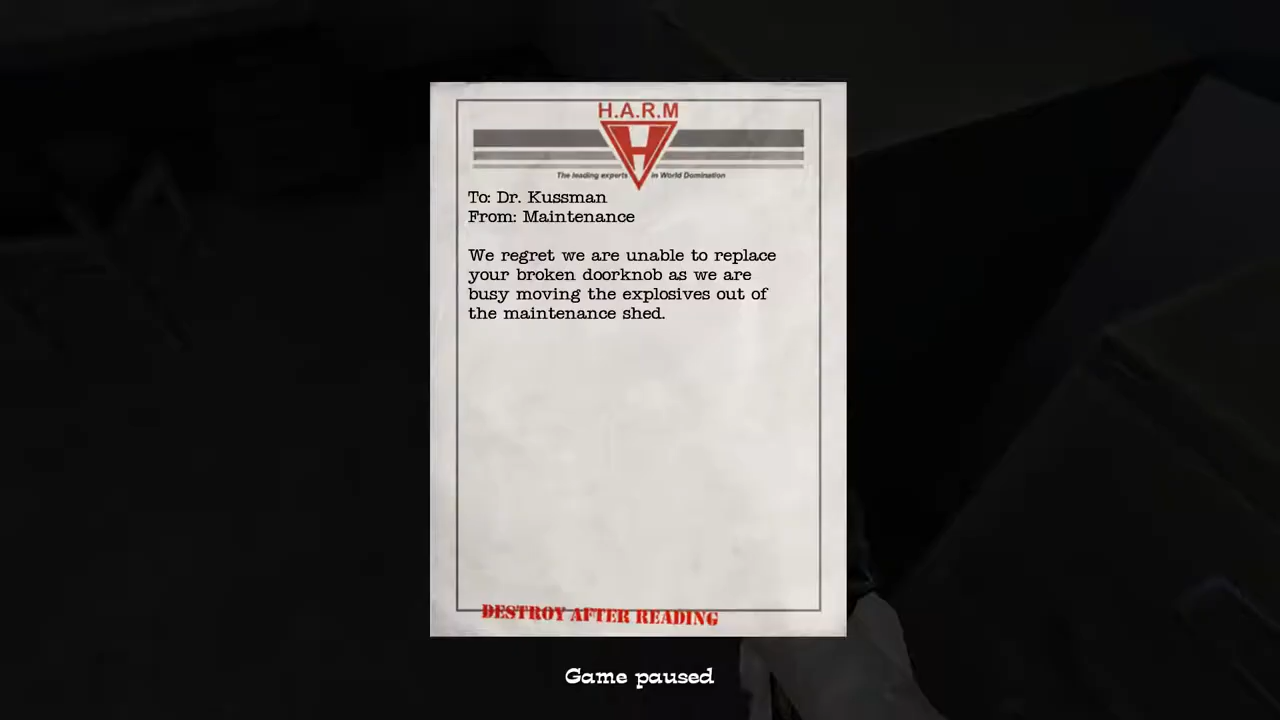 H.A.R.M
H
The leading experts in World Domination
To: Dr. Kussman
From: Maintenance
We regret we are unable to replace
your broken doorknob as we are
busy moving the explosives out of
the maintenance shed.
DESTROY AFTER READING
Game paused